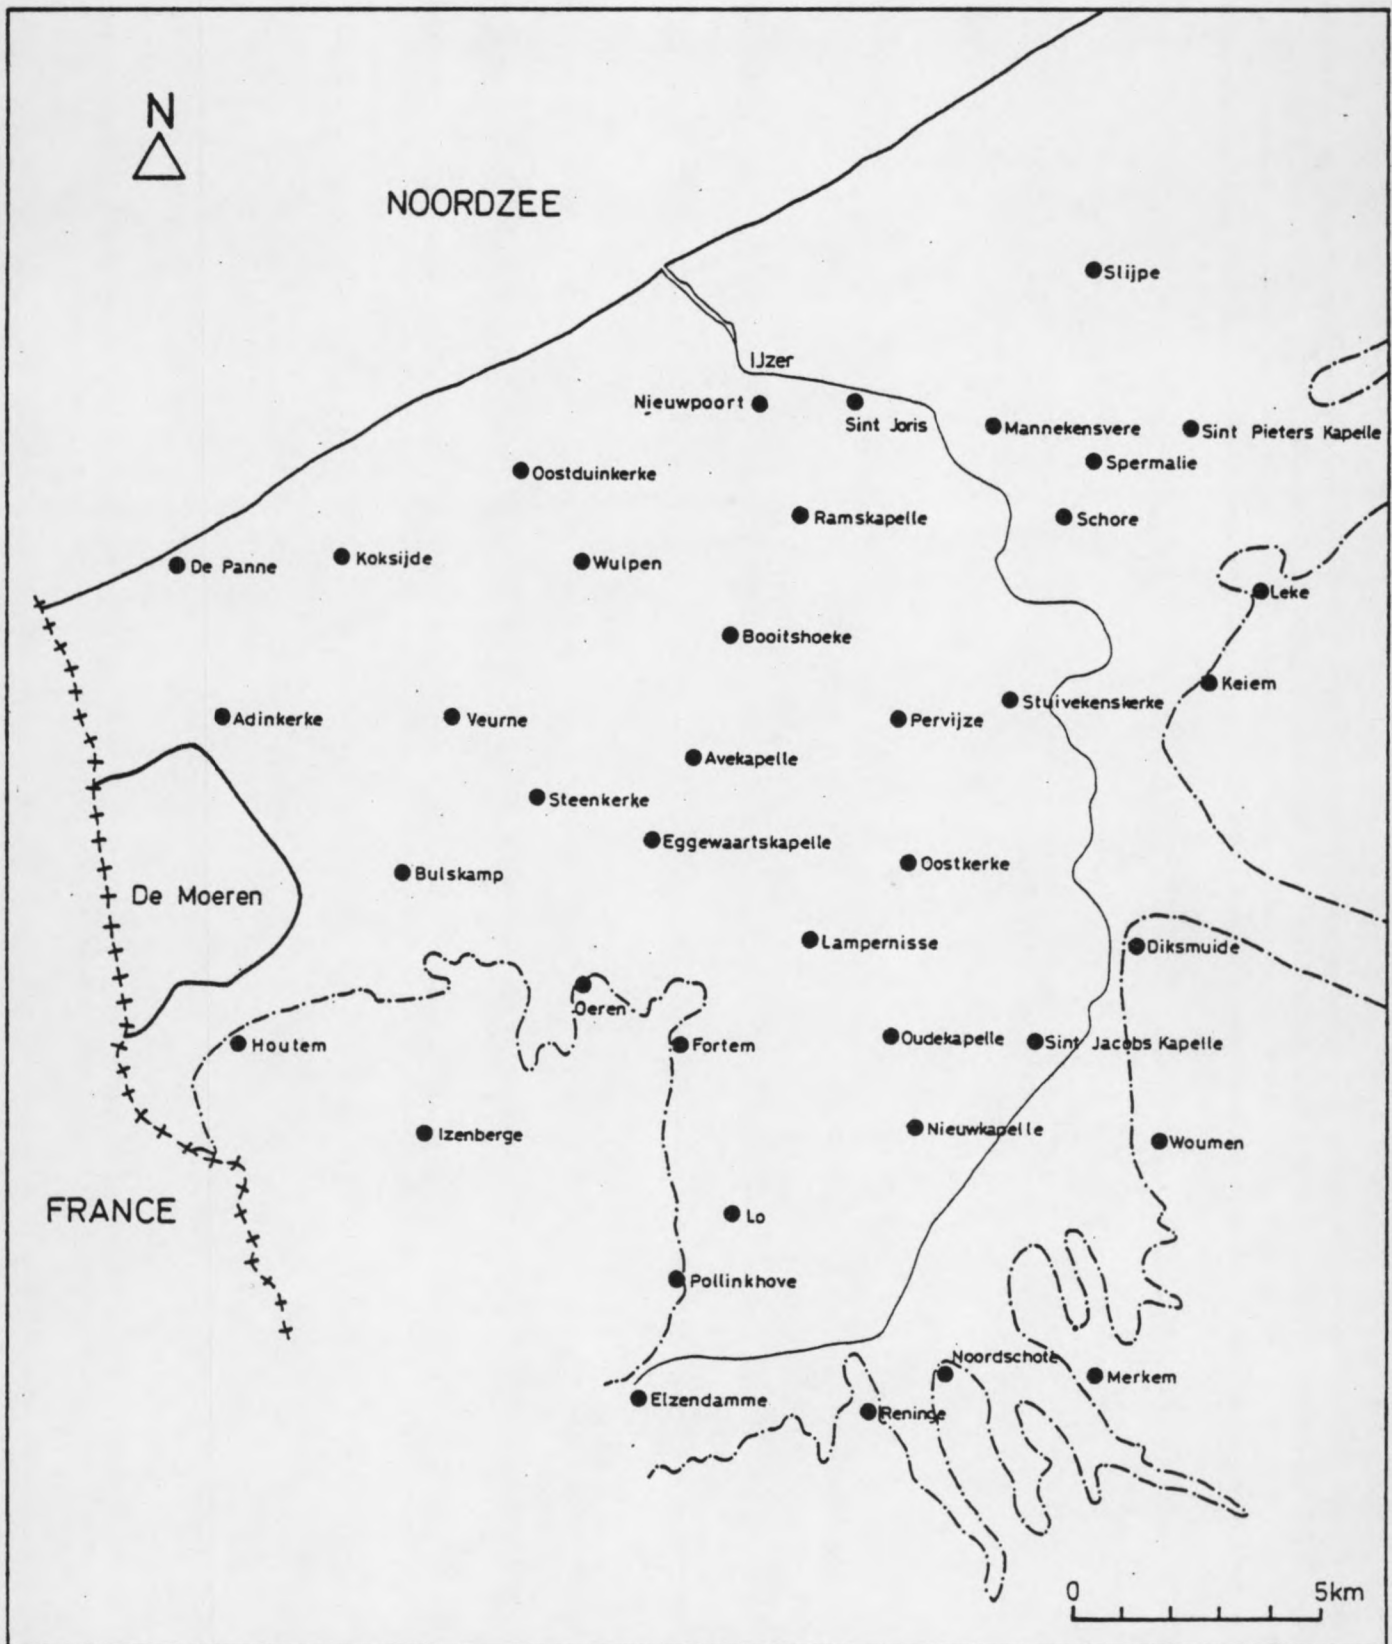 N
NOORDZEE
Slijpe
IJzer
Nieuwpoort
Sint Joris
Mannekensvere
Sint Pieters Kapelle
Spermalie
Oostduinkerke
Ramskapelle
Schore
De Panne
Koksijde
Wulpen
Leke
Booitshoeke
Keiem
Stuivekenskerke
Adinkerke
Veurne
Pervijze
Avekapelle
Steenkerke
Eggewaartskapelle
Oostkerke
Bulskamp
De Moeren
Lampernisse
Diksmuide
Oeren
Houtem
Fortem
Oudekapelle
Sint Jacobs Kapelle
Izenberge
Nieuwkapelle
Woumen
FRANCE
Lo
Pollinkhove
Noordschote
Merkem
Elzendamme
Reninge
0 5km